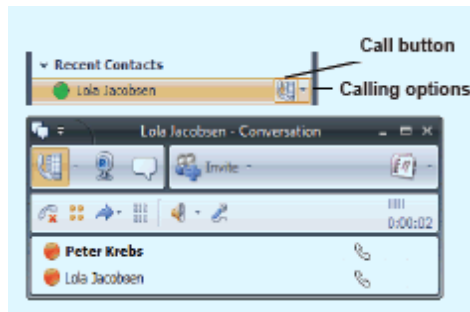 Call button
Recent Contacts
Lola Jacobsen
Calling options
Lola Jacobsen - Conversation
Invite
0:00:02
Peter Krebs
Lola Jacobsen